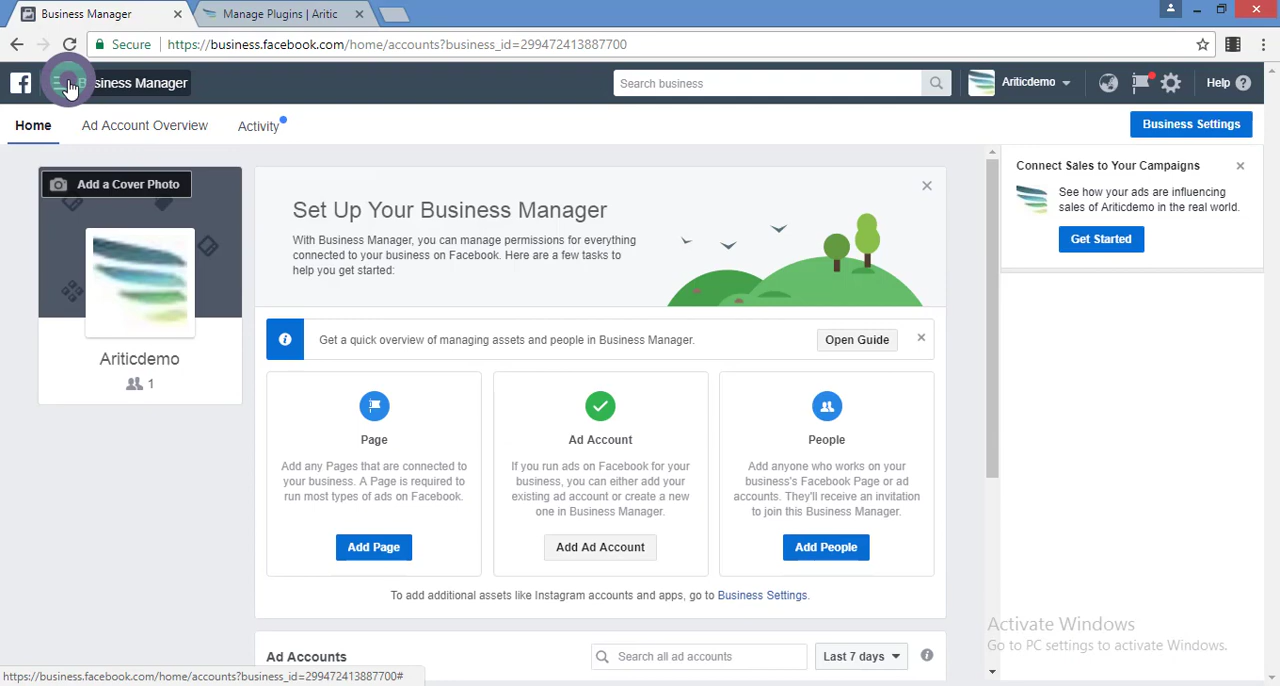 Business Manager
Manage Plugins | Aritic
Secure
https://business.facebook.com/home/accounts?business_id=299472413887700
Manager
Search business
Ariticdemo
Help
Home
Ad Account Overview
Activity
Business Settings
Add a Cover Photo
Ariticdemo
1
Set Up Your Business Manager
With Business Manager, you can manage permissions for everything
connected to your business on Facebook. Here are a few tasks to
help you get started:
Get a quick overview of managing assets and people in Business Manager.
Open Guide
Page
Add any Pages that are connected to
your business. A Page is required to
run most types of ads on Facebook.
Add Page
Ad Account
If you run ads on Facebook for your
business, you can either add your
existing ad account or create a new
one in Business Manager.
Add Ad Account
People
Add anyone who works on your
business's Facebook Page or ad
accounts. They'll receive an invitation
to join this Business Manager.
Add People
To add additional assets like Instagram accounts and apps, go to Business Settings.
Ad Accounts
Search all ad accounts
Last 7 days
Connect Sales to Your Campaigns
See how your ads are influencing
sales of Ariticdemo in the real world.
Get Started
Activate Windows
Go to PC settings to activate Windows.
https://business.facebook.com/home/accounts?business_id=299472413887700#